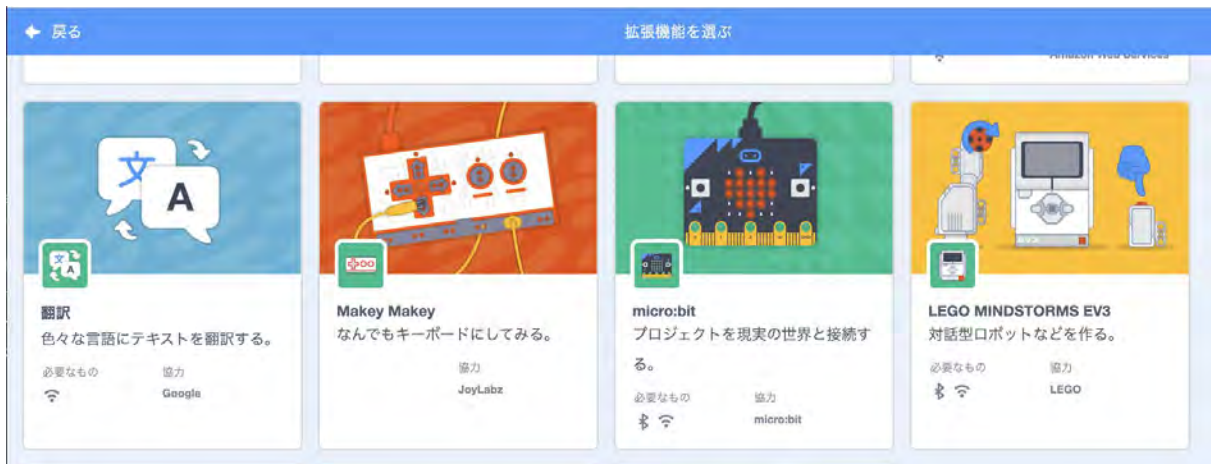 戻る
拡張機能を選ぶ
Amazon Web Services
文
A
文
A
翻訳
色々な言語にテキストを翻訳する。
必要なもの
協力
Google
Makey Makey
なんでもキーボードにしてみる。
協力
JoyLabz
micro:bit
プロジェクトを現実の世界と接続す
る。
必要なもの
協力
micro:bit
LEGO MINDSTORMS EV3
対話型ロボットなどを作る。
必要なもの
協力
LEGO